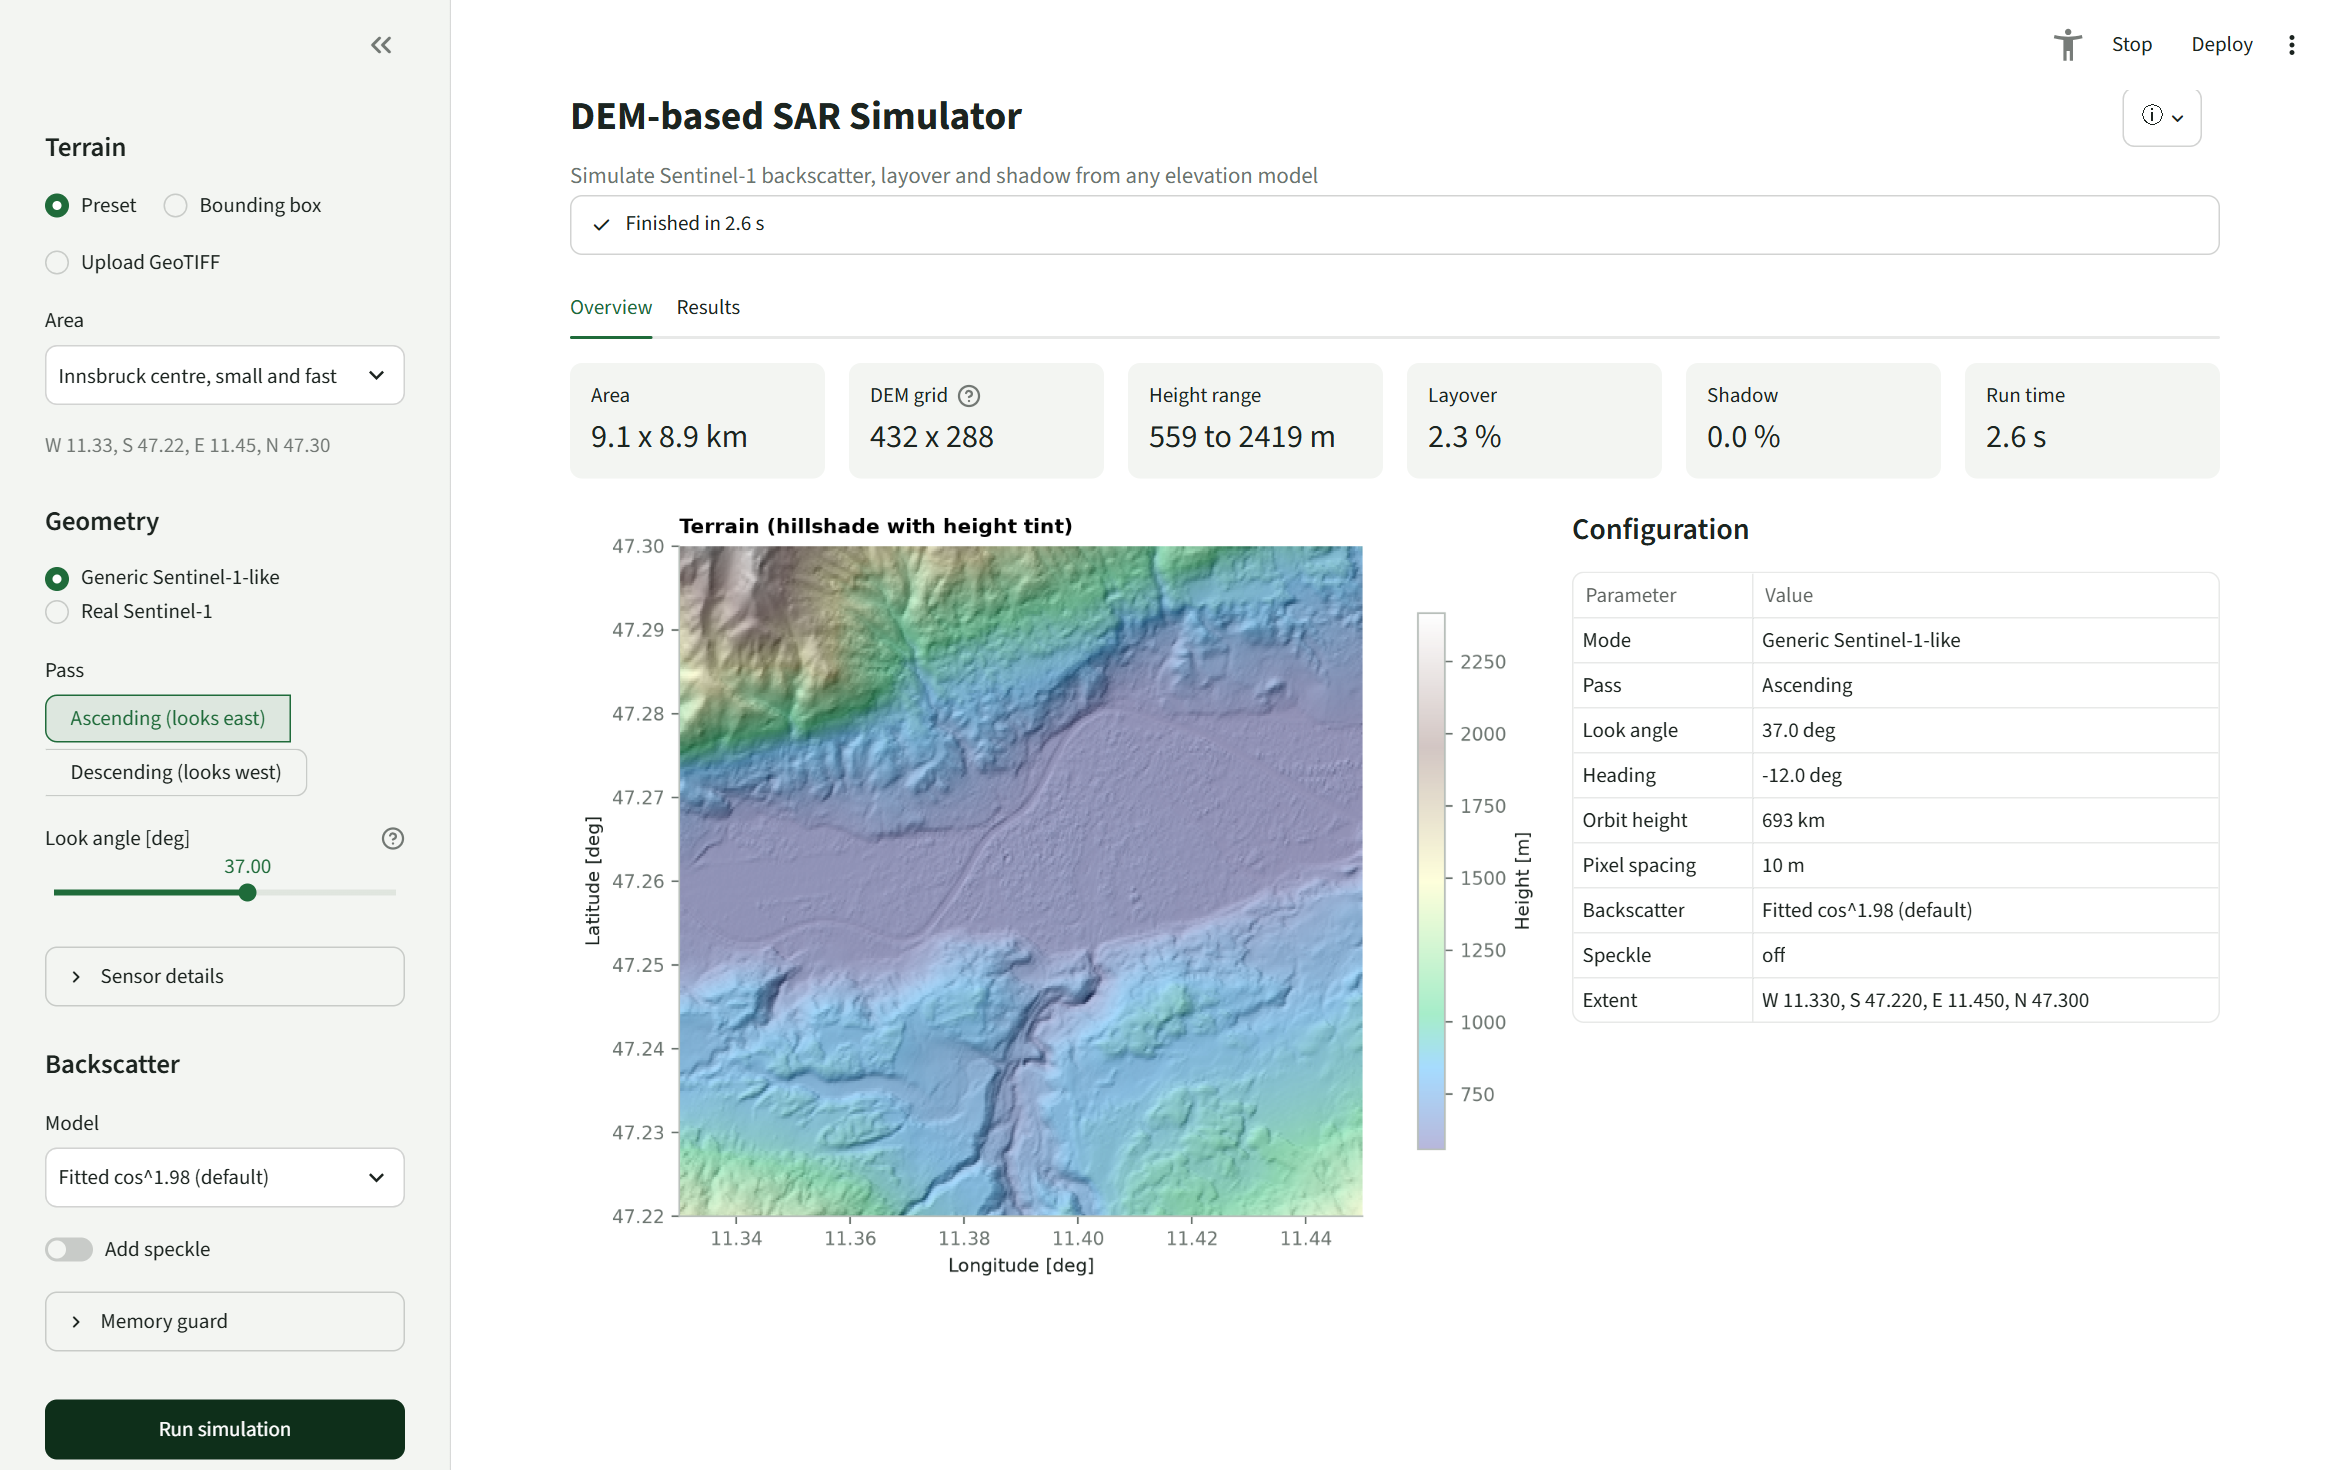 Stop
Deploy
Terrain
Preset
Bounding box
Upload GeoTIFF
Area
Innsbruck centre, small and fast
W 11.33, S 47.22, E 11.45, N 47.30
Geometry
Generic Sentinel-1-like
Real Sentinel-1
Pass
Ascending (looks east)
Descending (looks west)
Look angle [deg]
37.00
Sensor details
Backscatter
Model
Fitted cos^1.98 (default)
Add speckle
Memory guard
Run simulation
DEM-based SAR Simulator
Simulate Sentinel-1 backscatter, layover and shadow from any elevation model
Finished in 2.6 s
Overview
Results
Area
9.1 x 8.9 km
DEM grid
432 x 288
Height range
559 to 2419 m
Layover
2.3 %
Shadow
0.0 %
Run time
2.6 s
Terrain (hillshade with height tint)
47.30
47.29
47.28
47.27
47.26
47.25
47.24
47.23
47.22
Latitude [deg]
11.34
11.36
11.38
11.40
11.42
11.44
Longitude [deg]
2250
2000
1750
1500
1250
1000
750
Height [m]
Configuration
Parameter Value
Mode Generic Sentinel-1-like
Pass Ascending
Look angle 37.0 deg
Heading -12.0 deg
Orbit height 693 km
Pixel spacing 10 m
Backscatter Fitted cos^1.98 (default)
Speckle off
Extent W 11.330, S 47.220, E 11.450, N 47.300